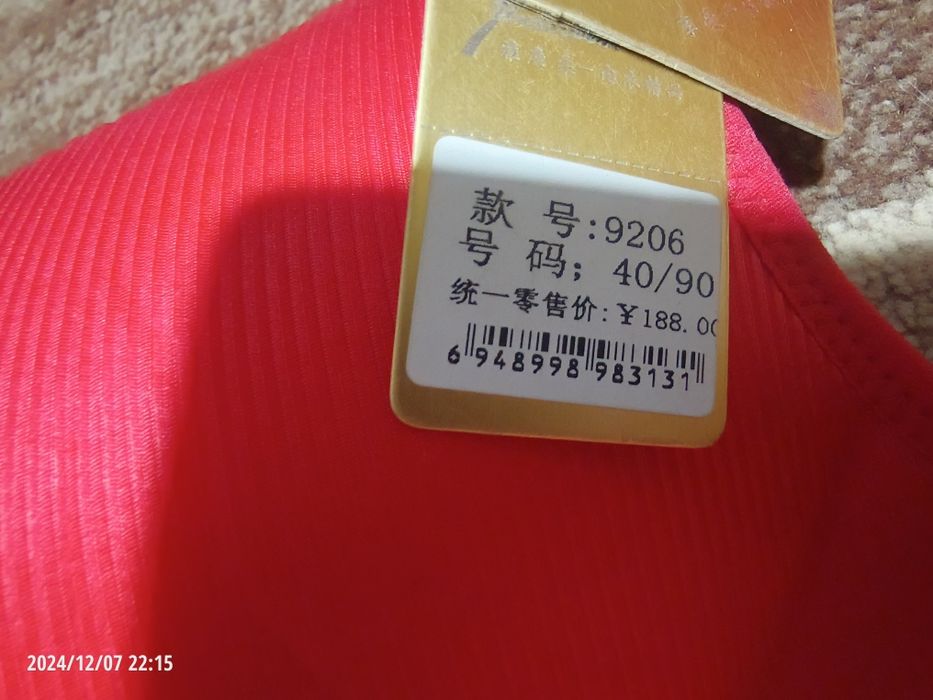 款 号:9206
号 码; 40/90
统一零售价:¥188.00
6 948998 983131
2024/12/07 22:15